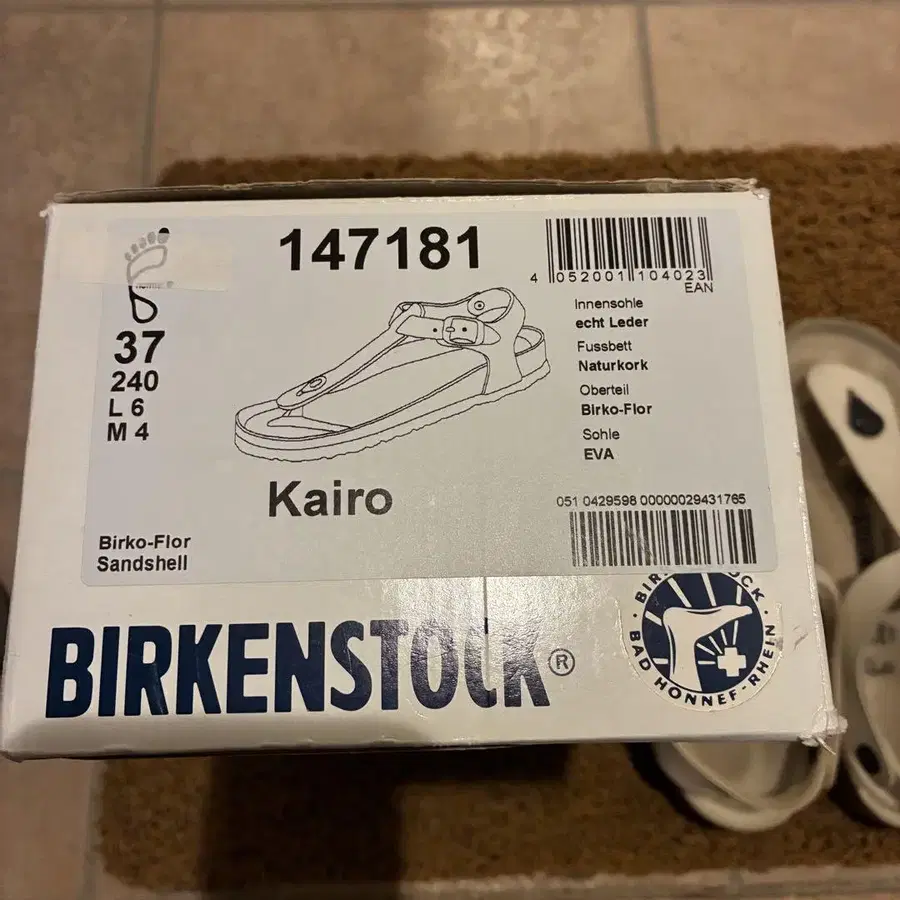 147181
4 052001 104023
EAN
37
240
L 6
M 4
Innensohle
echt Leder
Fussbett
Naturkork
Oberteil
Birko-Flor
Sohle
EVA
Kairo
051 0429598 00000029431765
Birko-Flor
Sandshell
BIRKENSTOCK®
BAD HONNEF-RHEIN